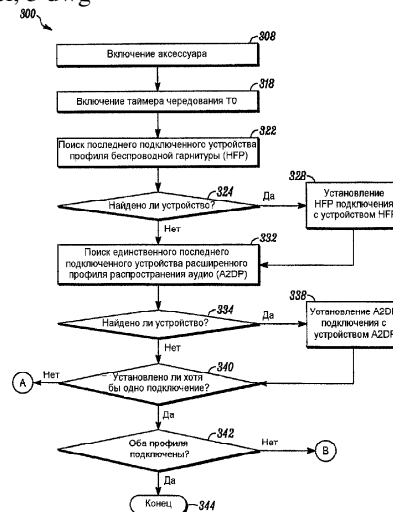 300
308
Включение аксессуара
318
Включение таймера чередования T0
322
Поиск последнего подключенного устройства
профиля беспроводной гарнитуры (HFP)
324
Найдено ли устройство?
Да
Нет
328
Установление
HFP подключения
с устройством HFP
332
Поиск единственного последнего
подключенного устройства расширенного
профиля распространения аудио (A2DP)
334
Найдено ли устройство?
Да
Нет
338
Установление A2DP
подключения с
устройством A2DP
340
Установлено ли хотя
бы одно подключение?
Нет
A
Да
342
Оба профиля
подключены?
Нет
B
Да
Конец
344